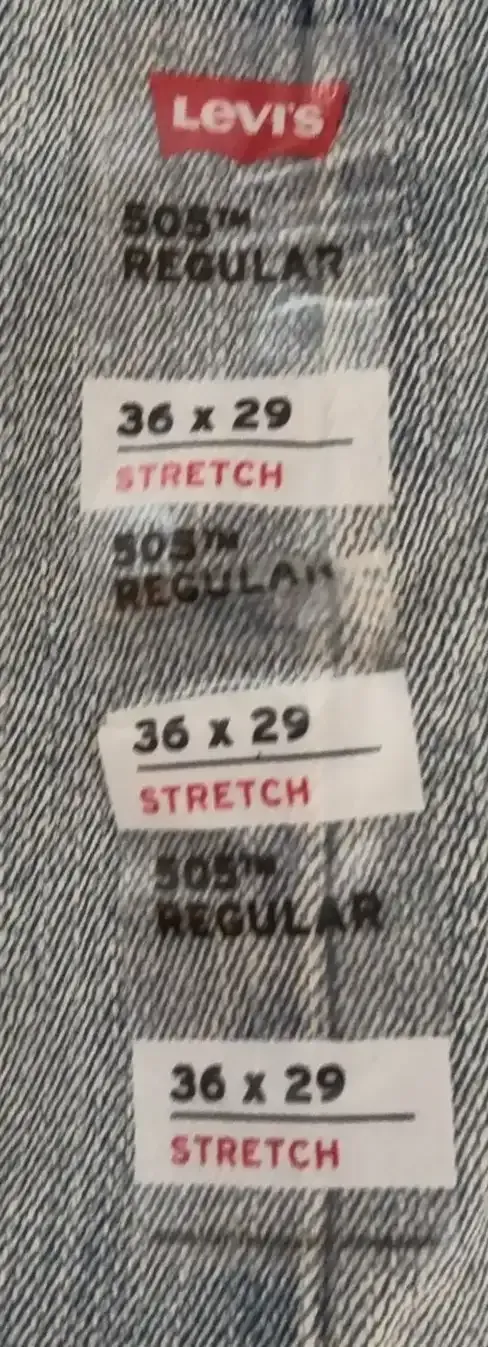 LEVI'S
505™
REGULAR
36 x 29
STRETCH
505™
REGULAR
36 x 29
STRETCH
505™
REGULAR
36 x 29
STRETCH